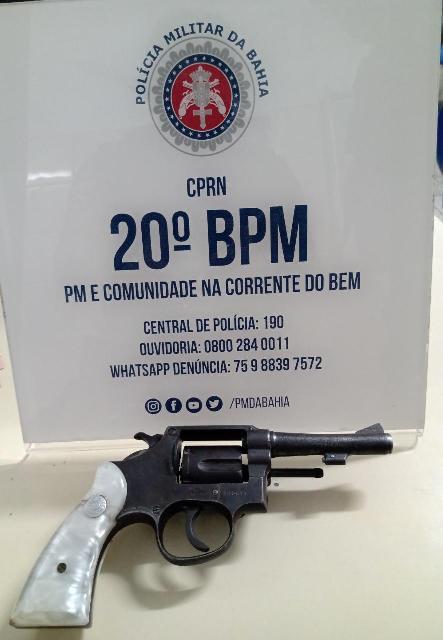 POLÍCIA MILITAR DA BAHIA
CPRN
20º BPM
PM E COMUNIDADE NA CORRENTE DO BEM
CENTRAL DE POLÍCIA: 190
OUVIDORIA: 0800 284 0011
WHATSAPP DENÚNCIA: 75 9 8839 7572
/PMDABAHIA